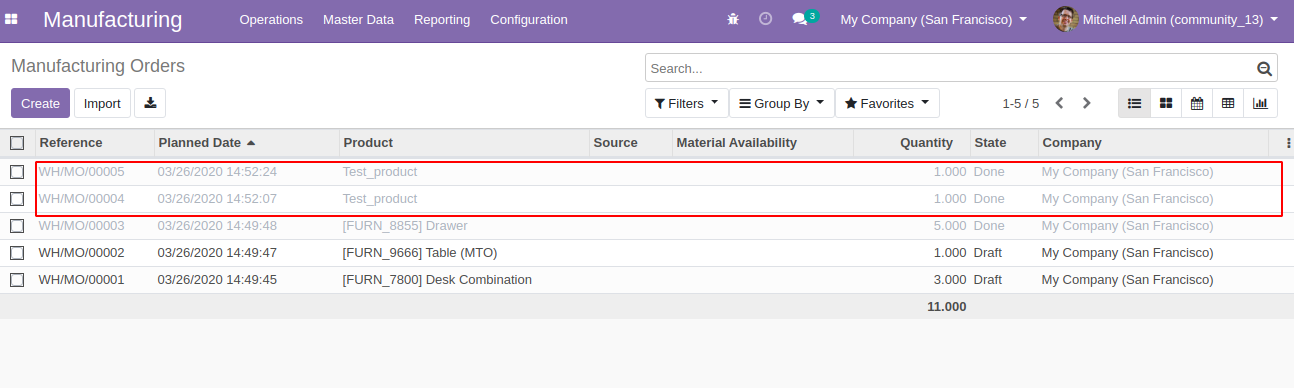 Manufacturing Operations Master Data Reporting Configuration 3 My Company (San Francisco) Mitchell Admin (community_13)
Manufacturing Orders Search...
Create Import Filters Group By Favorites 1-5 / 5
Reference Planned Date Product Source Material Availability Quantity State Company
WH/MO/00005 03/26/2020 14:52:24 Test_product 1.000 Done My Company (San Francisco)
WH/MO/00004 03/26/2020 14:52:07 Test_product 1.000 Done My Company (San Francisco)
WH/MO/00003 03/26/2020 14:49:48 [FURN_8855] Drawer 5.000 Done My Company (San Francisco)
WH/MO/00002 03/26/2020 14:49:47 [FURN_9666] Table (MTO) 1.000 Draft My Company (San Francisco)
WH/MO/00001 03/26/2020 14:49:45 [FURN_7800] Desk Combination 3.000 Draft My Company (San Francisco)
11.000